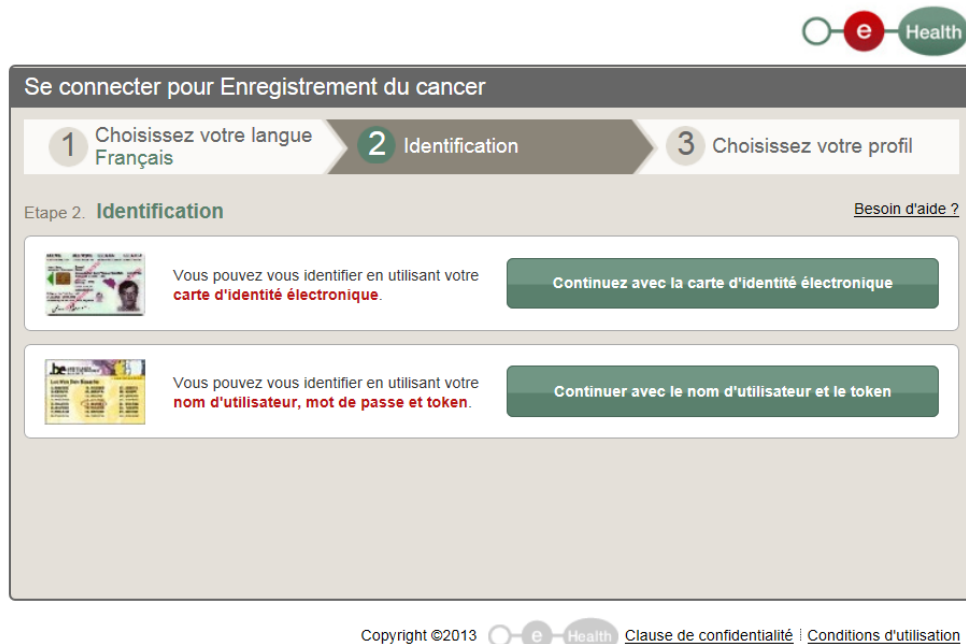 e Health
Se connecter pour Enregistrement du cancer
1 Choisissez votre langue
Français
2 Identification
3 Choisissez votre profil
Etape 2. Identification
Besoin d'aide ?
Vous pouvez vous identifier en utilisant votre
carte d'identité électronique.
Continuez avec la carte d'identité électronique
.be
Vous pouvez vous identifier en utilisant votre
nom d'utilisateur, mot de passe et token.
Continuer avec le nom d'utilisateur et le token
Copyright ©2013 e Health Clause de confidentialité | Conditions d'utilisation